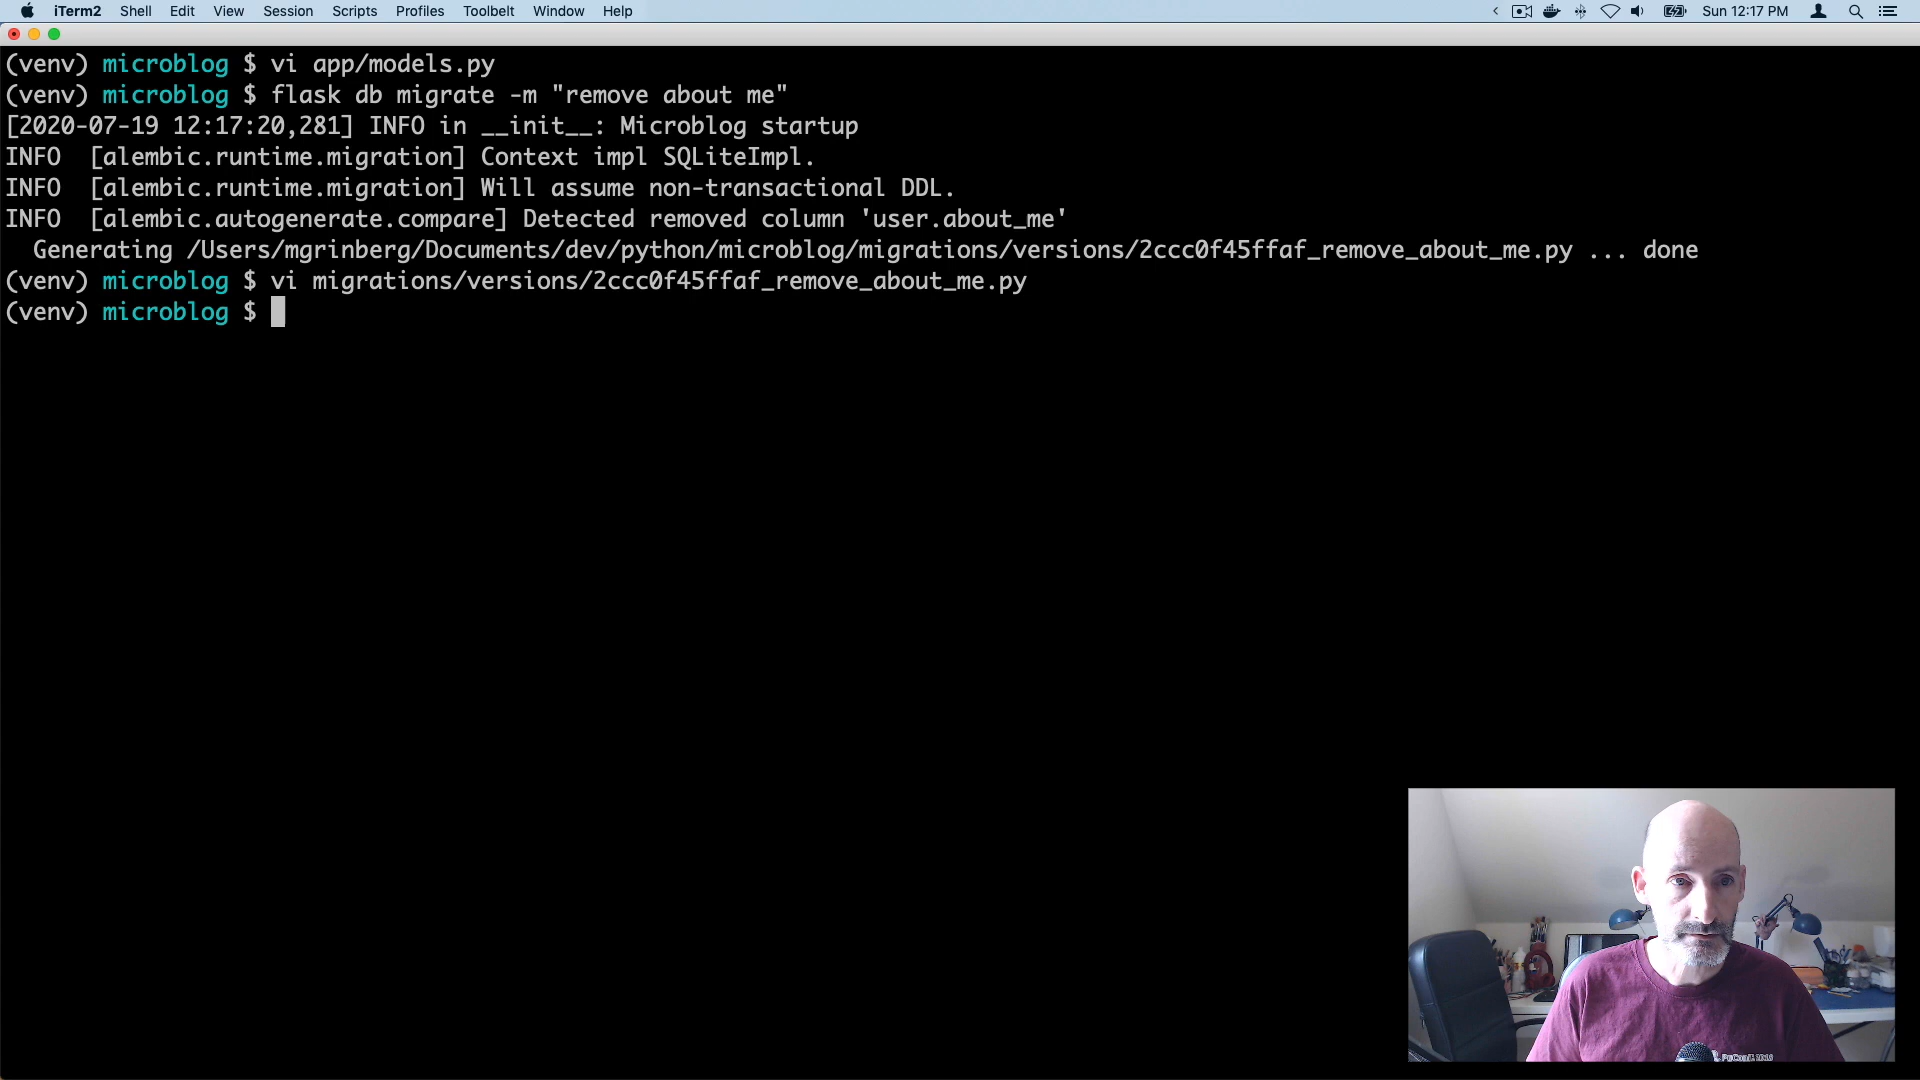 iTerm2 Shell Edit View Session Scripts Profiles Toolbelt Window Help Sun 12:17 PM
(venv) microblog $ vi app/models.py
(venv) microblog $ flask db migrate -m "remove about me"
[2020-07-19 12:17:20,281] INFO in __init__: Microblog startup
INFO  [alembic.runtime.migration] Context impl SQLiteImpl.
INFO  [alembic.runtime.migration] Will assume non-transactional DDL.
INFO  [alembic.autogenerate.compare] Detected removed column 'user.about_me'
  Generating /Users/mgrinberg/Documents/dev/python/microblog/migrations/versions/2ccc0f45ffaf_remove_about_me.py ... done
(venv) microblog $ vi migrations/versions/2ccc0f45ffaf_remove_about_me.py
(venv) microblog $